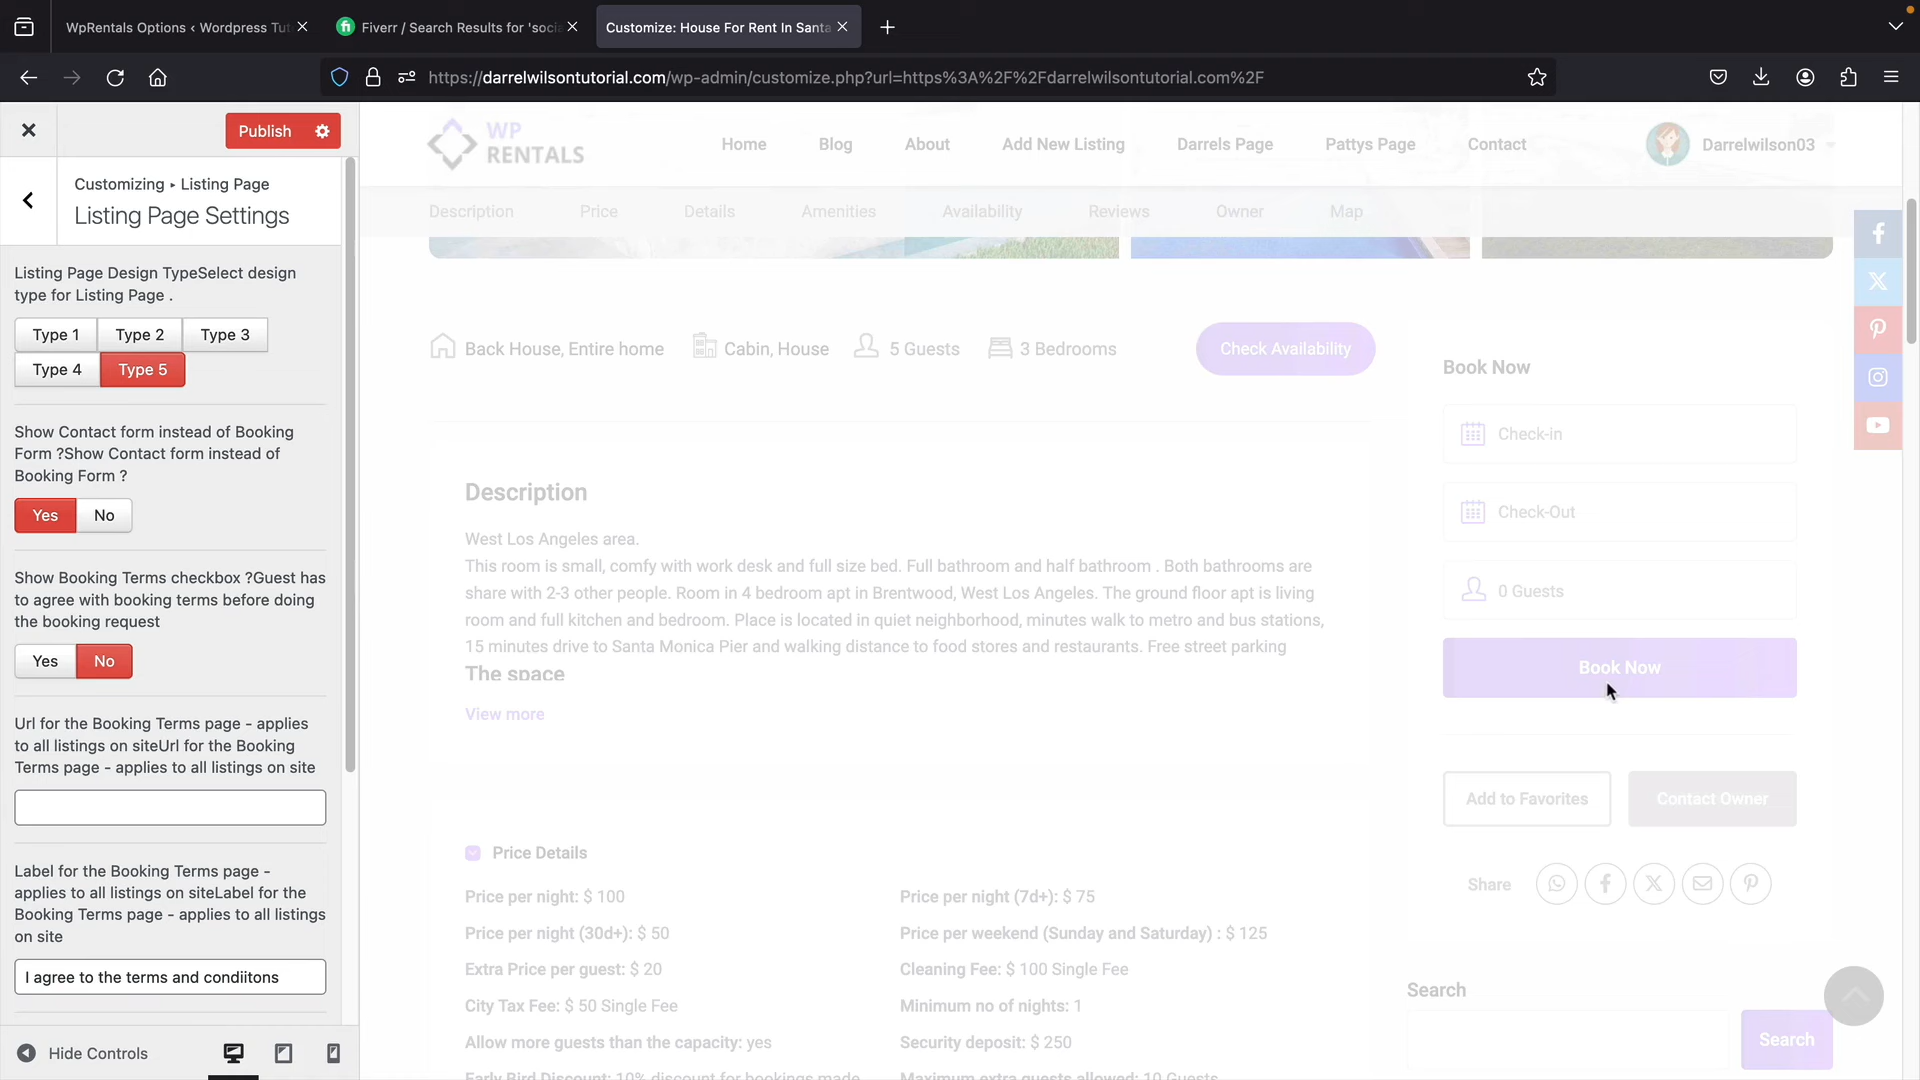 WpRentals Options ‹ Wordpress Tut
Fiverr / Search Results for 'socia
Customize: House For Rent In Santa
https://darrelwilsontutorial.com/wp-admin/customize.php?url=https%3A%2F%2Fdarrelwilsontutorial.com%2F
Publish
Customizing ▸ Listing Page
Listing Page Settings
Listing Page Design TypeSelect design
type for Listing Page .
Type 1 Type 2 Type 3
Type 4 Type 5
Show Contact form instead of Booking
Form ?Show Contact form instead of
Booking Form ?
Yes No
Show Booking Terms checkbox ?Guest has
to agree with booking terms before doing
the booking request
Yes No
Url for the Booking Terms page - applies
to all listings on siteUrl for the Booking
Terms page - applies to all listings on site
Label for the Booking Terms page -
applies to all listings on siteLabel for the
Booking Terms page - applies to all listings
on site
I agree to the terms and condiitons
Hide Controls
WP
RENTALS
Home Blog About Add New Listing Darrels Page Pattys Page Contact Darrelwilson03
Description Price Details Amenities Availability Reviews Owner Map
Back House, Entire home Cabin, House 5 Guests 3 Bedrooms Check Availability
Description
West Los Angeles area.
This room is small, comfy with work desk and full size bed. Full bathroom and half bathroom . Both bathrooms are
share with 2-3 other people. Room in 4 bedroom apt in Brentwood, West Los Angeles. The ground floor apt is living
room and full kitchen and bedroom. Place is located in quiet neighborhood, minutes walk to metro and bus stations,
15 minutes drive to Santa Monica Pier and walking distance to food stores and restaurants. Free street parking
The space
View more
Price Details
Price per night: $ 100 Price per night (7d+): $ 75
Price per night (30d+): $ 50 Price per weekend (Sunday and Saturday) : $ 125
Extra Price per guest: $ 20 Cleaning Fee: $ 100 Single Fee
City Tax Fee: $ 50 Single Fee Minimum no of nights: 1
Allow more guests than the capacity: yes Security deposit: $ 250
Early Bird Discount: 10% discount for bookings made Maximum extra guests allowed: 10 Guests
Book Now
Check-in
Check-Out
0 Guests
Book Now
Add to Favorites Contact Owner
Share
Search
Search